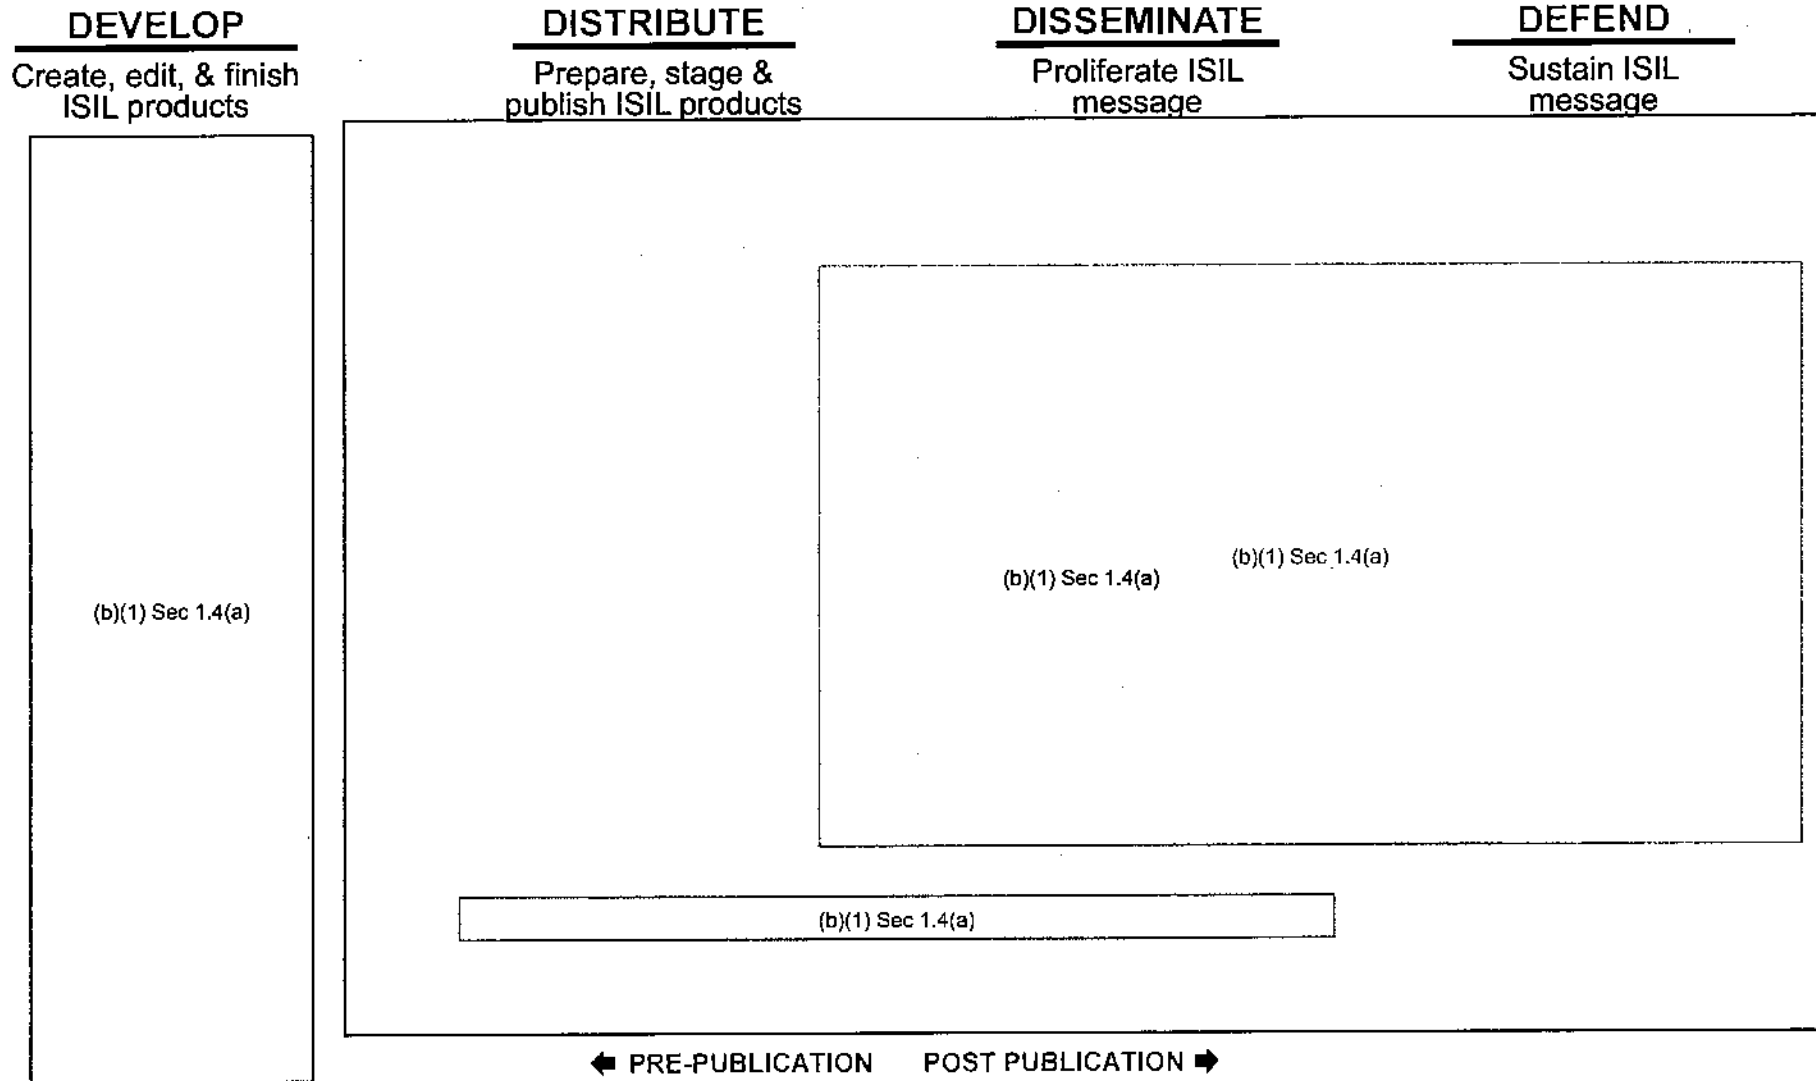 DEVELOP
Create, edit, & finish
ISIL products
DISTRIBUTE
Prepare, stage &
publish ISIL products
DISSEMINATE
Proliferate ISIL
message
DEFEND
Sustain ISIL
message
(b)(1) Sec 1.4(a)
(b)(1) Sec 1.4(a)
(b)(1) Sec 1.4(a)
(b)(1) Sec 1.4(a)
🡄 PRE-PUBLICATION POST PUBLICATION 🡆